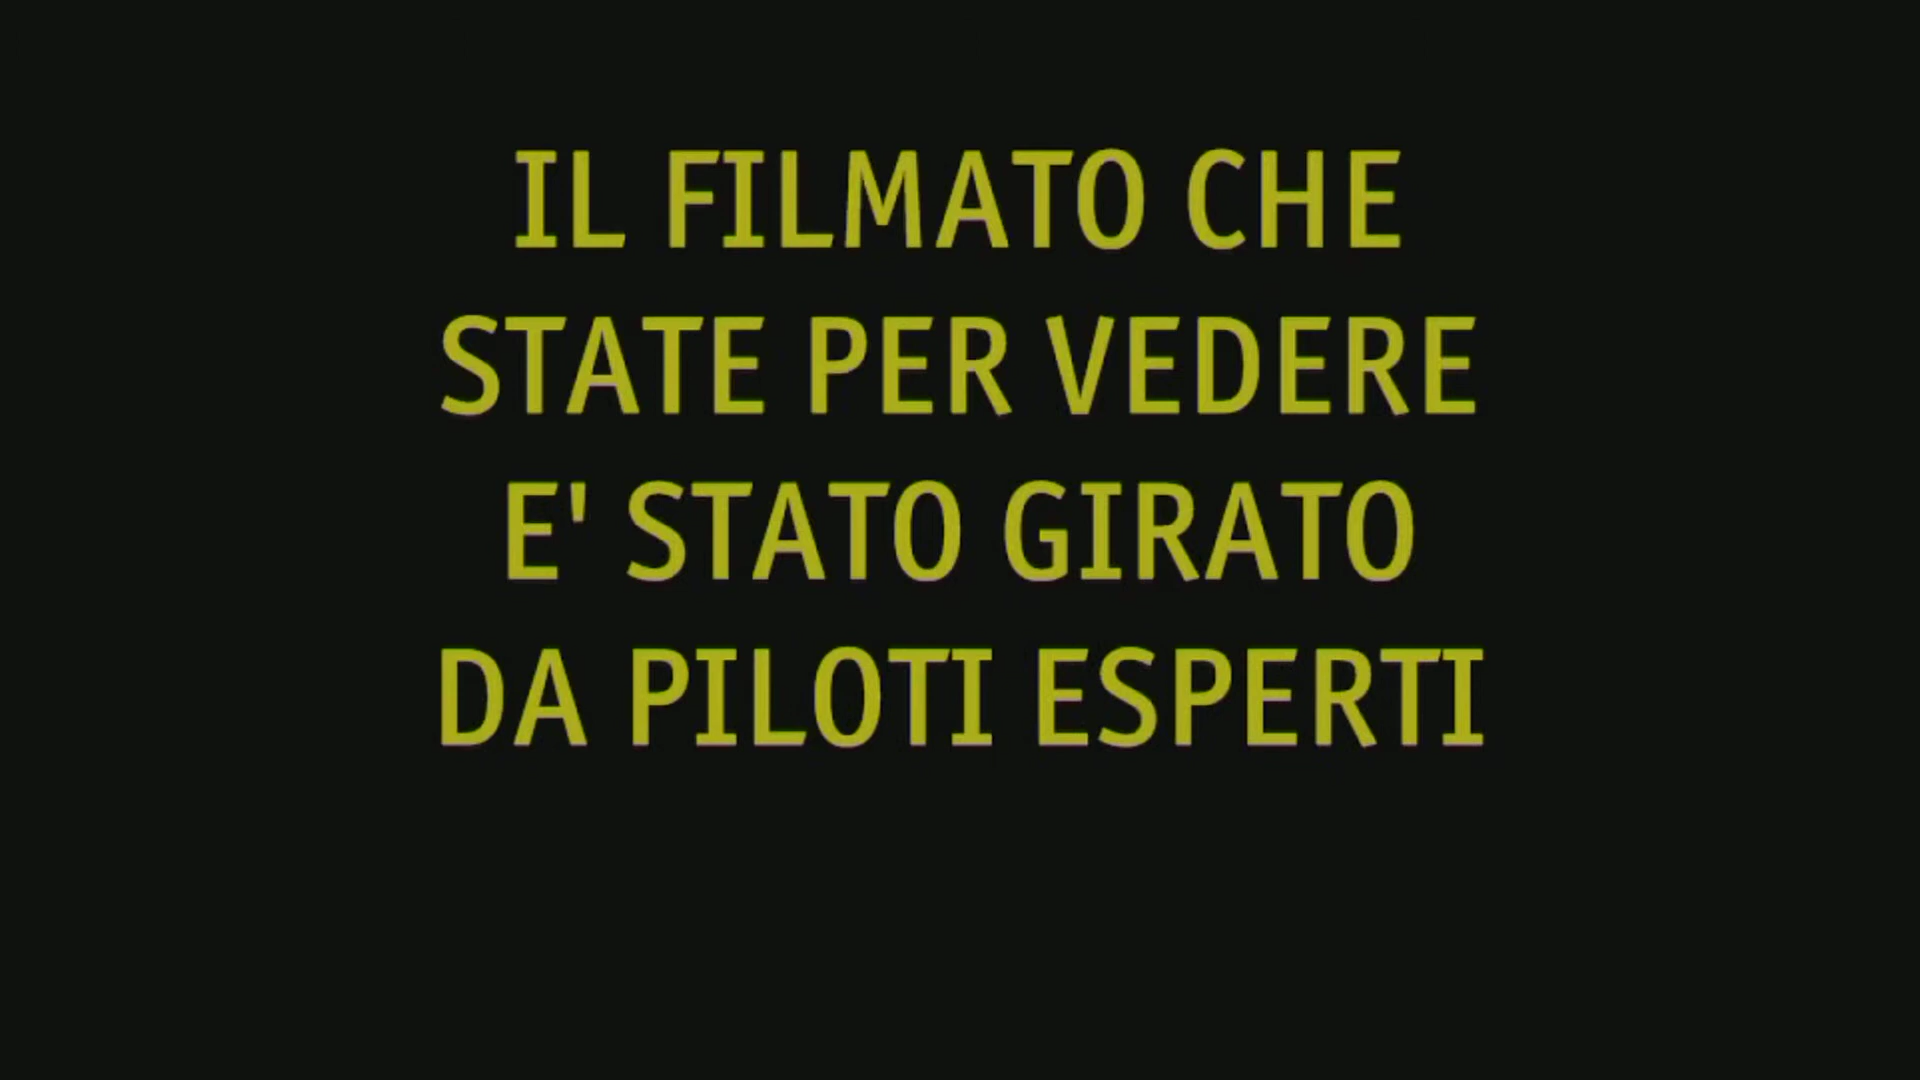 IL FILMATO CHE
STATE PER VEDERE
E' STATO GIRATO
DA PILOTI ESPERTI